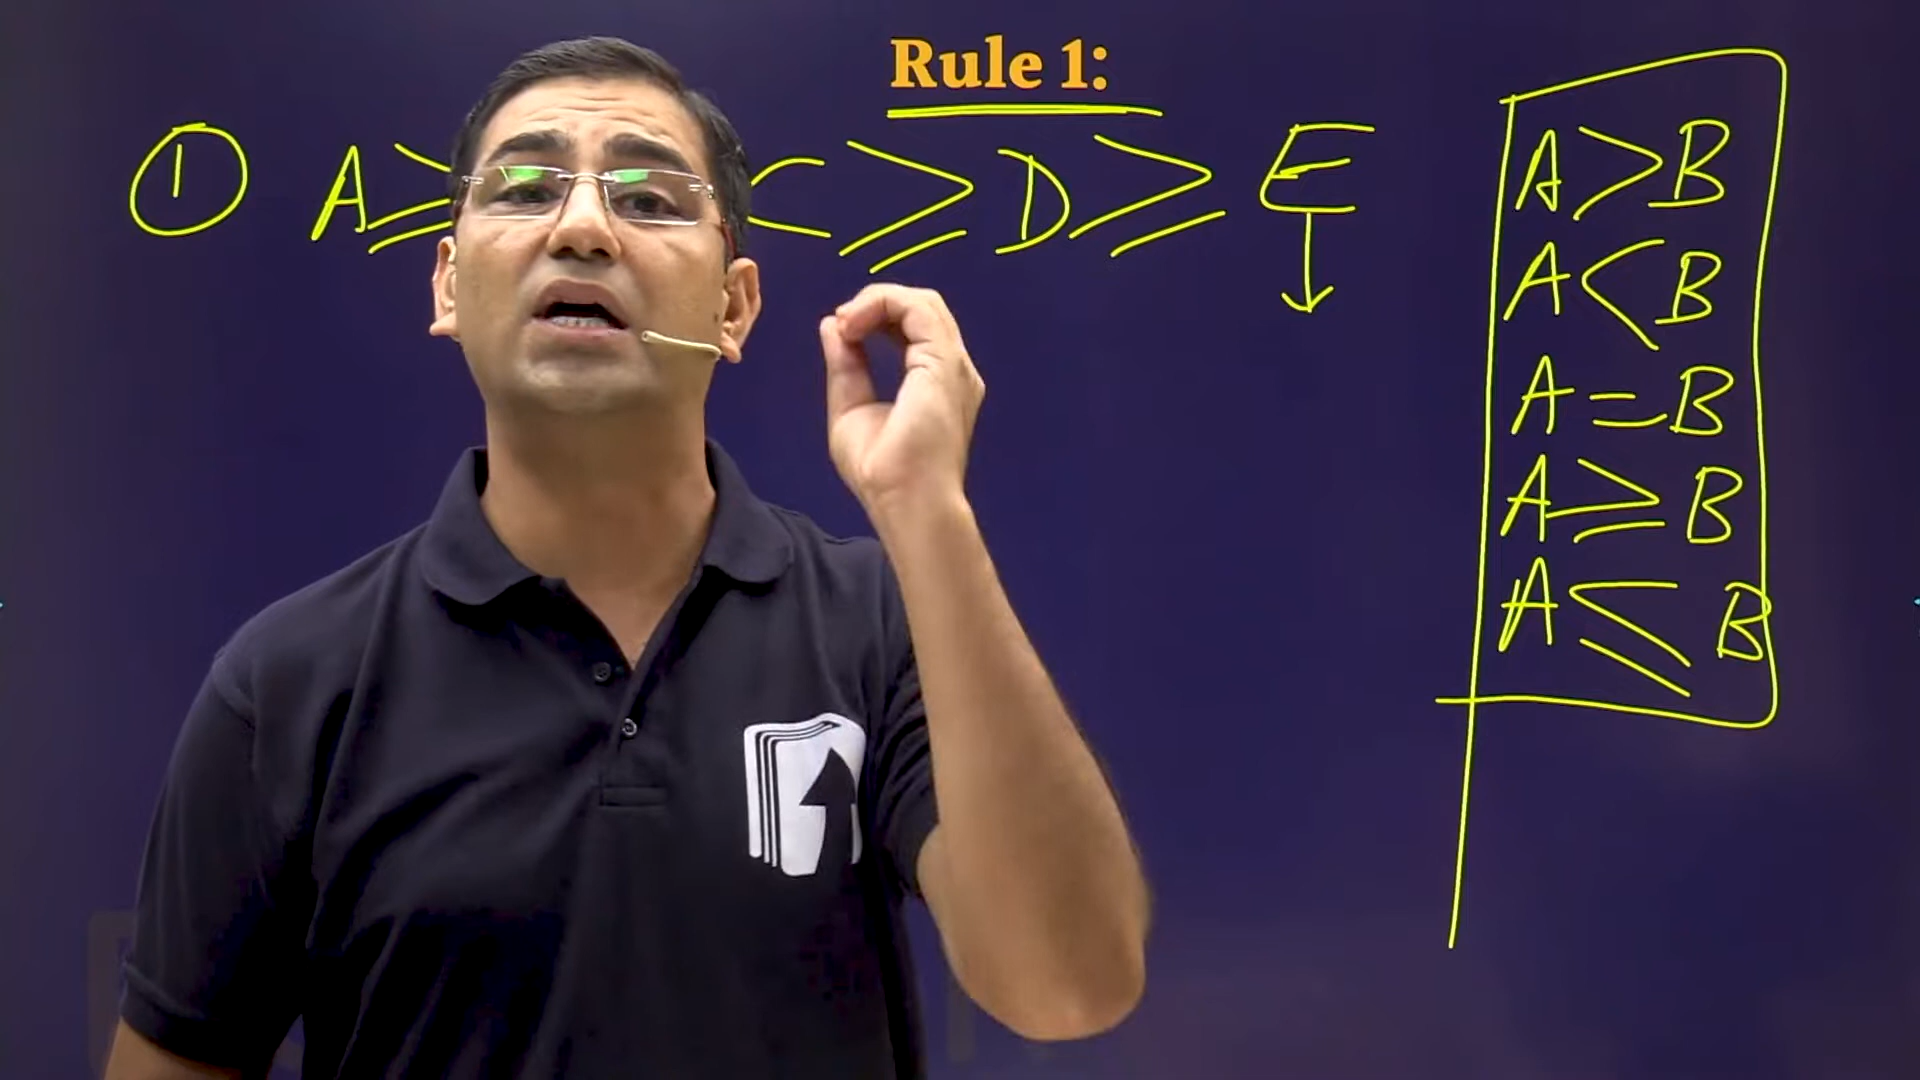 Rule 1:
① A ≥ C ≥ D ≥ E
A > B
A < B
A = B
A ≥ B
A ≤ B